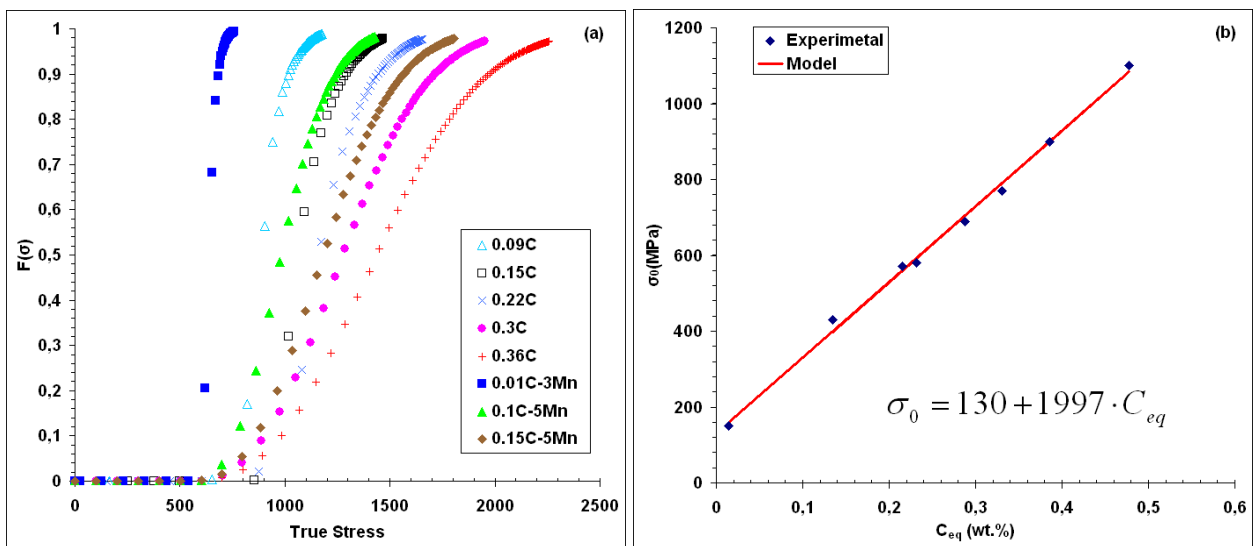 (a)
F(σ)
1
0,9
0,8
0,7
0,6
0,5
0,4
0,3
0,2
0,1
0
0.09C
0.15C
0.22C
0.3C
0.36C
0.01C-3Mn
0.1C-5Mn
0.15C-5Mn
0 500 1000 1500 2000 2500
True Stress
(b)
σ0(MPa)
1200
1000
800
600
400
200
0
Experimetal
Model
σ0 = 130 + 1997 · Ceq
0 0,1 0,2 0,3 0,4 0,5 0,6
Ceq (wt.%)